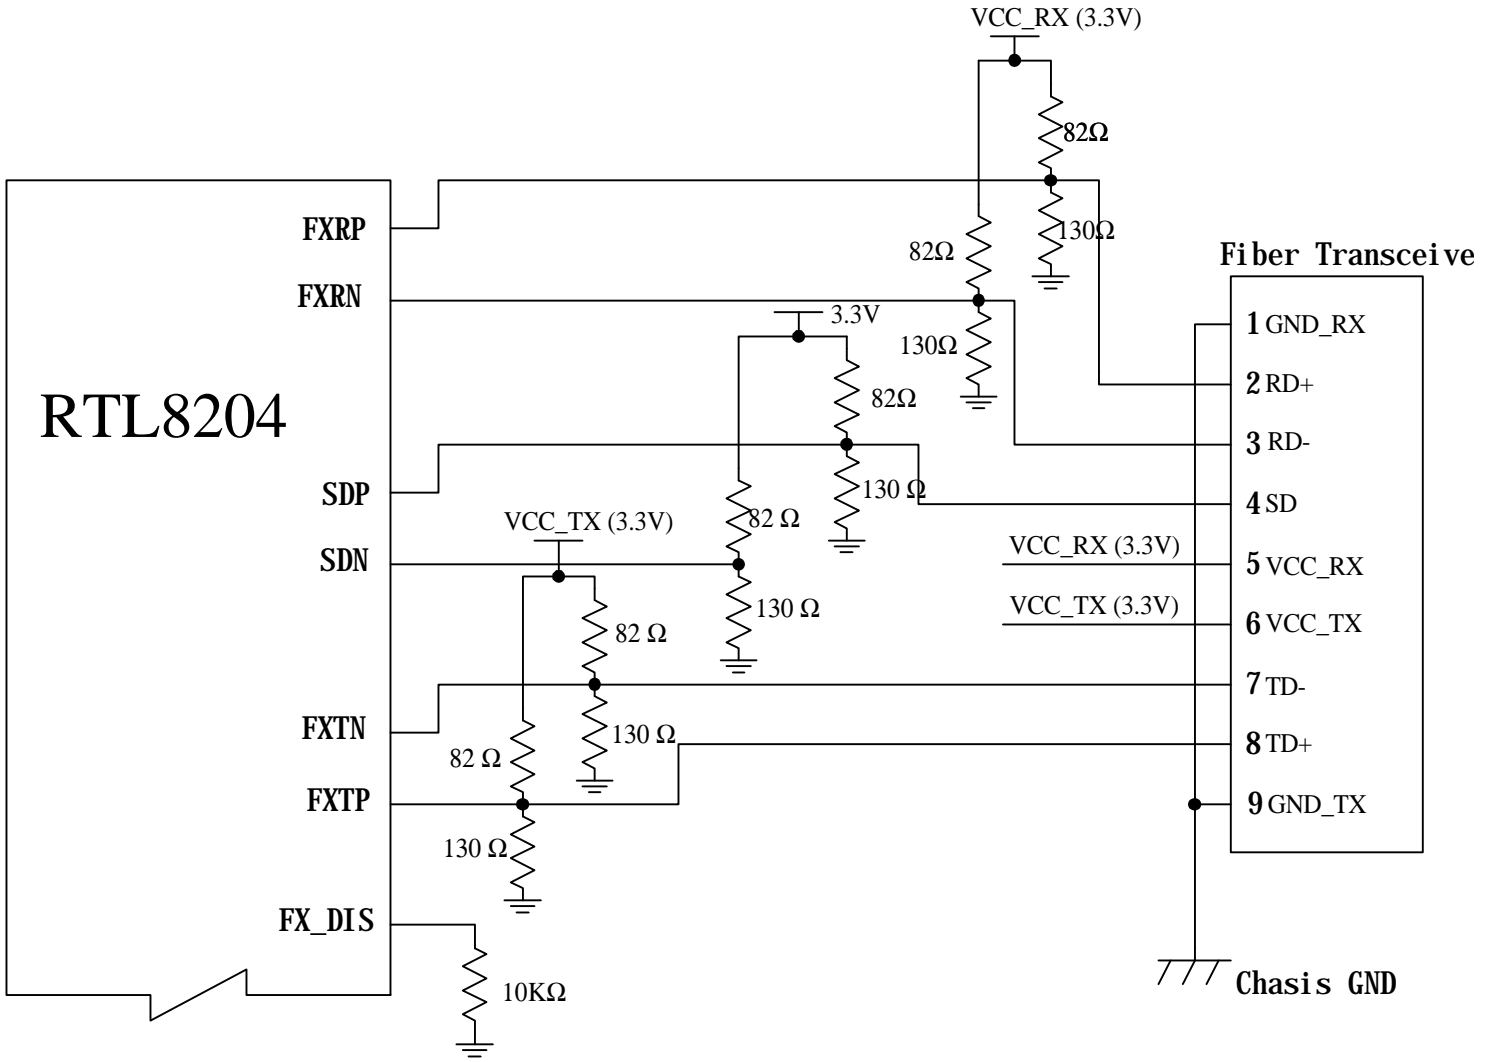 VCC_RX (3.3V)
82Ω
FXRP
130Ω
82Ω
Fiber Transceive
FXRN
3.3V
1 GND_RX
130Ω
2 RD+
82Ω
RTL8204
3 RD-
SDP
130 Ω
4 SD
82 Ω
VCC_TX (3.3V)
VCC_RX (3.3V)
SDN
5 VCC_RX
130 Ω
VCC_TX (3.3V)
6 VCC_TX
82 Ω
7 TD-
FXTN
130 Ω
8 TD+
82 Ω
FXTP
9 GND_TX
130 Ω
FX_DIS
Chasis GND
10KΩ